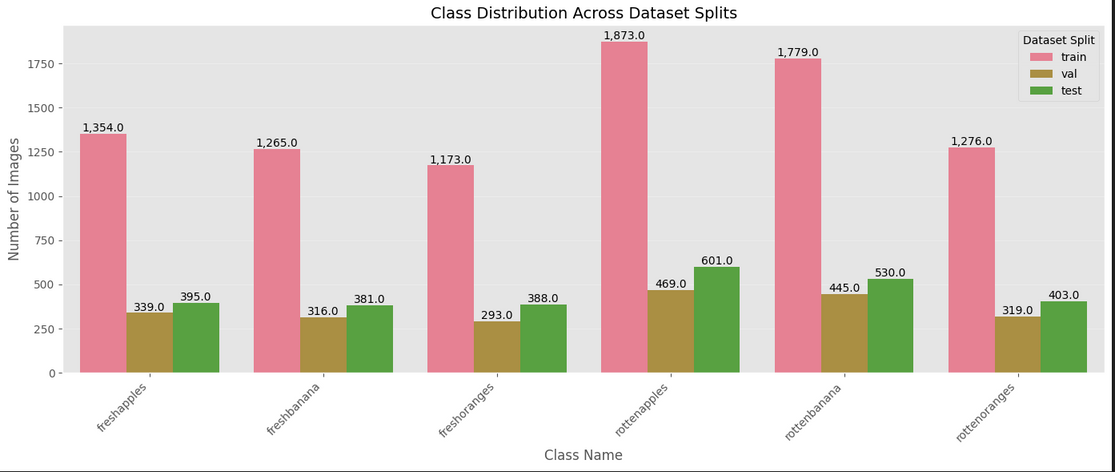 Class Distribution Across Dataset Splits
Number of Images
1750
1500
1250
1000
750
500
250
0
1,354.0
339.0
395.0
1,265.0
316.0
381.0
1,173.0
293.0
388.0
1,873.0
469.0
601.0
1,779.0
445.0
530.0
1,276.0
319.0
403.0
Dataset Split
train
val
test
freshapples
freshbanana
freshoranges
rottenapples
rottenbanana
rottenoranges
Class Name